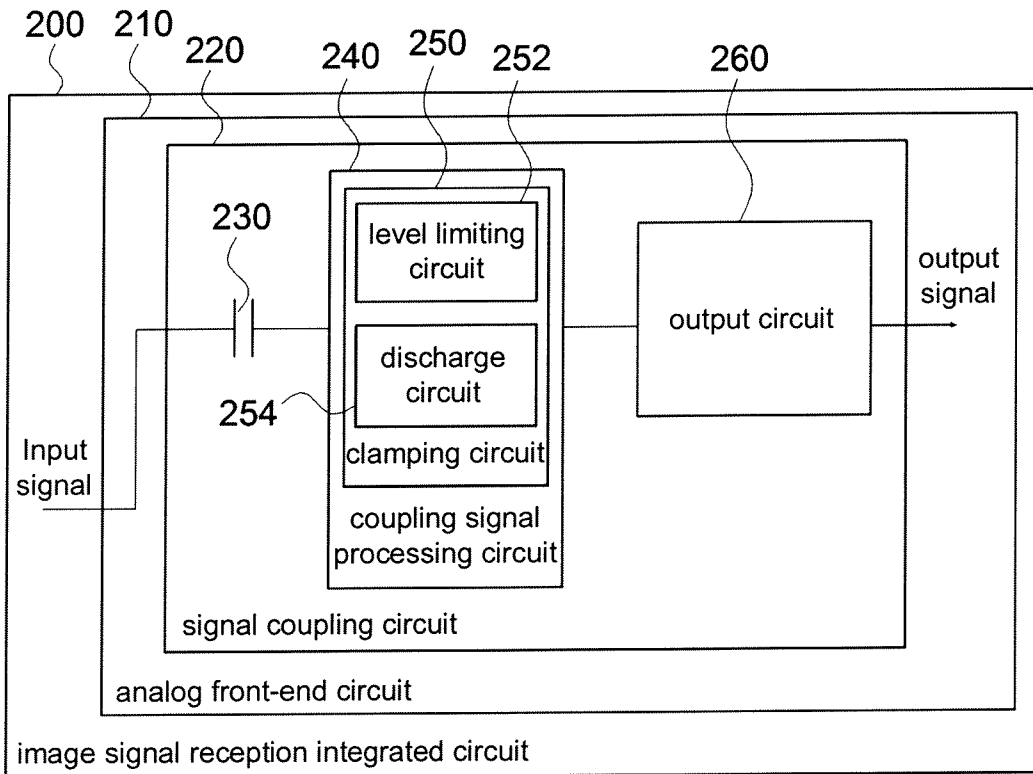 200
210
220
240
250
252
260
230
level limiting
circuit
output
signal
output circuit
discharge
circuit
254
clamping circuit
Input
signal
coupling signal
processing circuit
signal coupling circuit
analog front-end circuit
image signal reception integrated circuit